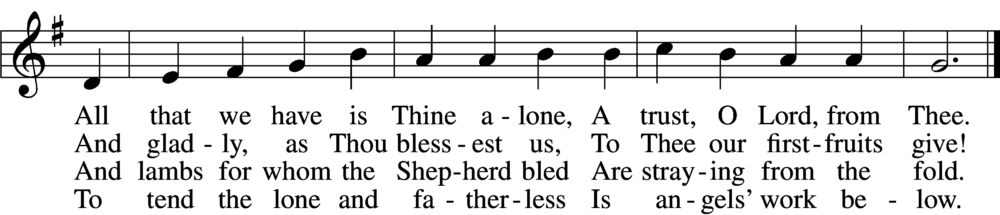 All that we have is Thine a - lone, A trust, O Lord, from Thee.
And glad - ly, as Thou bless - est us, To Thee our first - fruits give!
And lambs for whom the Shep - herd bled Are stray - ing from the fold.
To tend the lone and fa - ther - less Is an - gels’ work be - low.